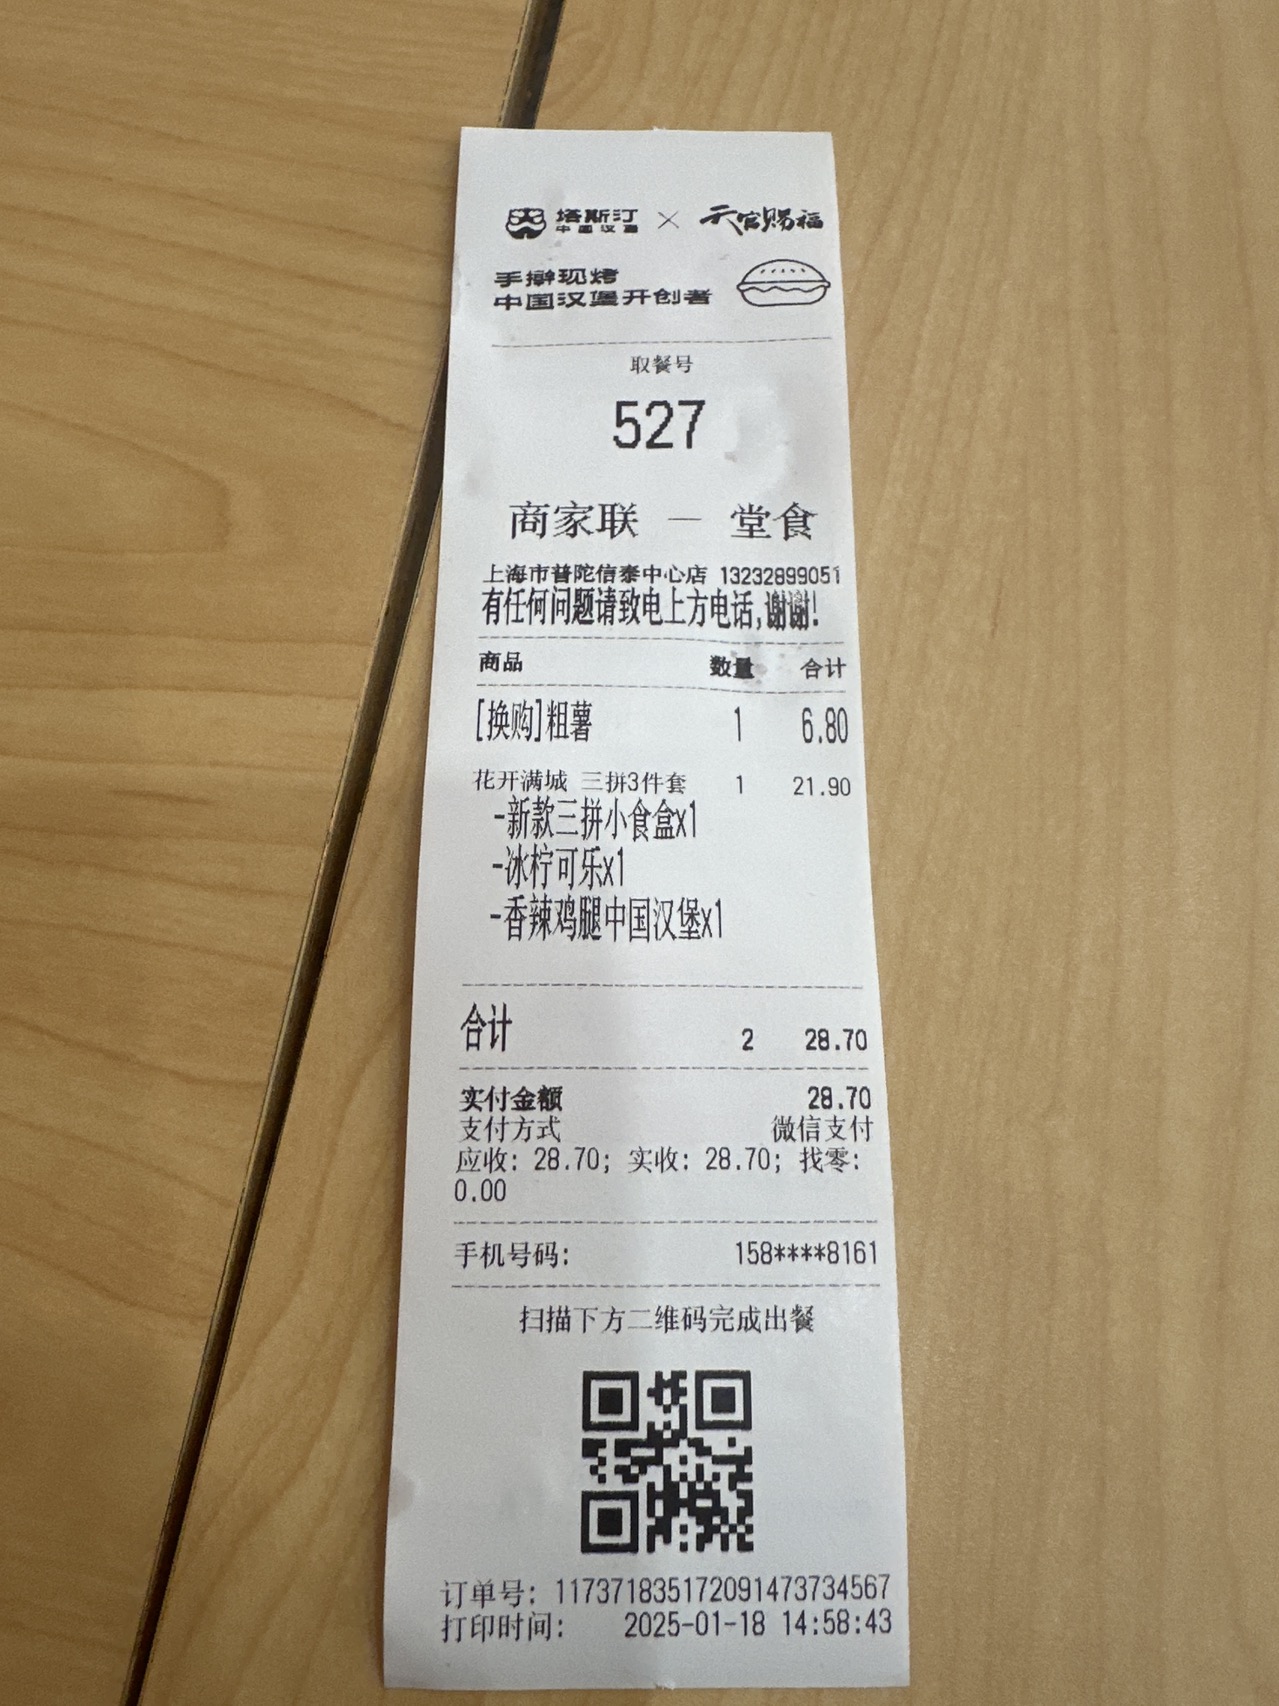 塔斯汀 × 天官赐福
中国汉堡
手擀现烤
中国汉堡开创者
取餐号
527
商家联 — 堂食
上海市普陀信泰中心店 13232899051
有任何问题请致电上方电话,谢谢!
商品 数量 合计
[换购]粗薯 1 6.80
花开满城 三拼3件套 1 21.90
-新款三拼小食盒x1
-冰柠可乐x1
-香辣鸡腿中国汉堡x1
合计 2 28.70
实付金额 28.70
支付方式 微信支付
应收: 28.70; 实收: 28.70; 找零:
0.00
手机号码: 158****8161
扫描下方二维码完成出餐
订单号: 117371835172091473734567
打印时间: 2025-01-18 14:58:43